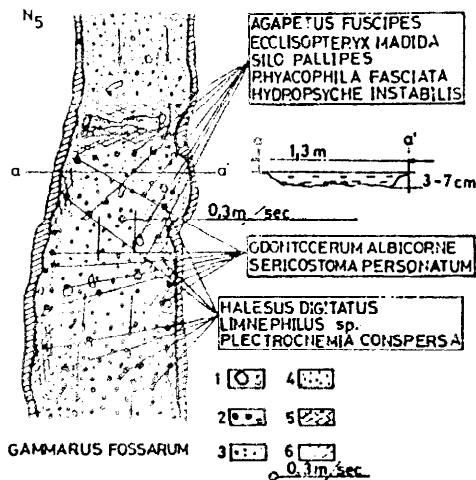 N5
AGAPETUS FUSCIPES
ECCLISOPTERYX MADIDA
SILO PALLIPES
RHYACOPHILA FASCIATA
HYDROPSYCHE INSTABILIS
a a'
a a'
1,3 m
3-7 cm
0,3 m/sec
ODONTOCERUM ALBICORNE
SERICOSTOMA PERSONATUM
HALESUS DIGITATUS
LIMNEPHILUS sp.
PLECTROCNEMIA CONSPERSA
1 4
2 5
3 6
GAMMARUS FOSSARUM
0,3 m/sec